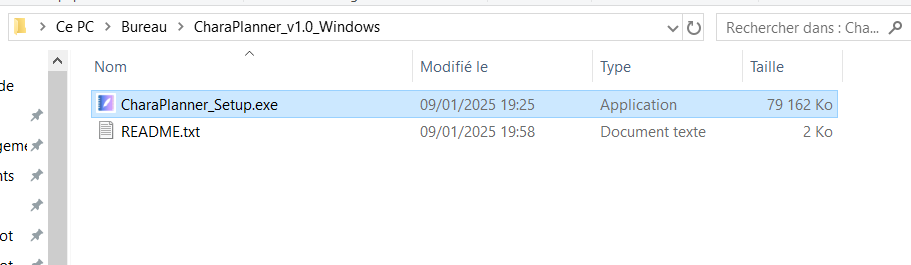 Ce PC > Bureau > CharaPlanner_v1.0_Windows
Rechercher dans : Cha...
Nom Modifié le Type Taille
de
CharaPlanner_Setup.exe 09/01/2025 19:25 Application 79 162 Ko
README.txt 09/01/2025 19:58 Document texte 2 Ko
geme
nts
ot